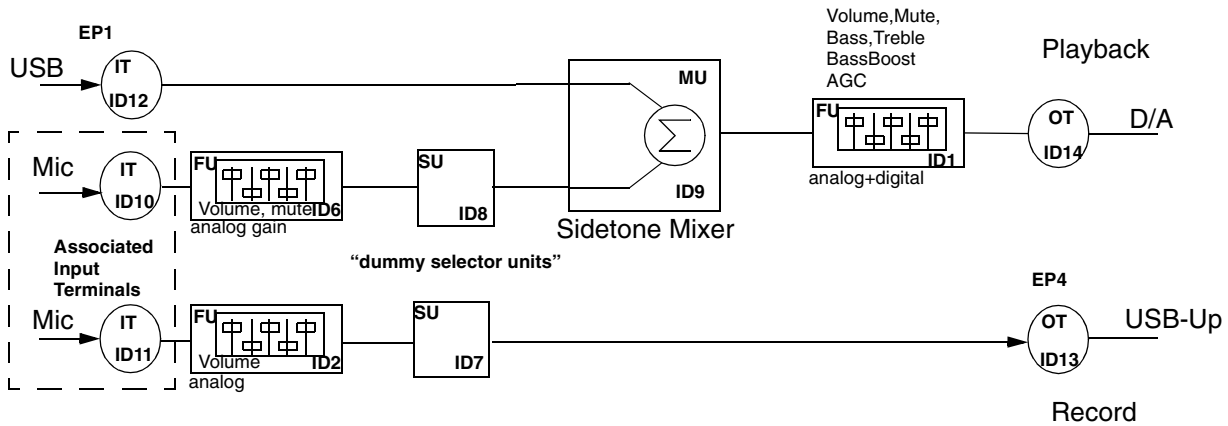 EP1
USB
IT
ID12
Volume,Mute,
Bass,Treble
BassBoost
AGC
Playback
MU
Σ
ID9
Sidetone Mixer
FU
ID1
analog+digital
OT
ID14
D/A
Mic
IT
ID10
FU
Volume, mute
ID6
analog gain
SU
ID8
Associated
Input
Terminals
“dummy selector units”
Mic
IT
ID11
FU
Volume
ID2
analog
SU
ID7
EP4
OT
ID13
USB-Up
Record